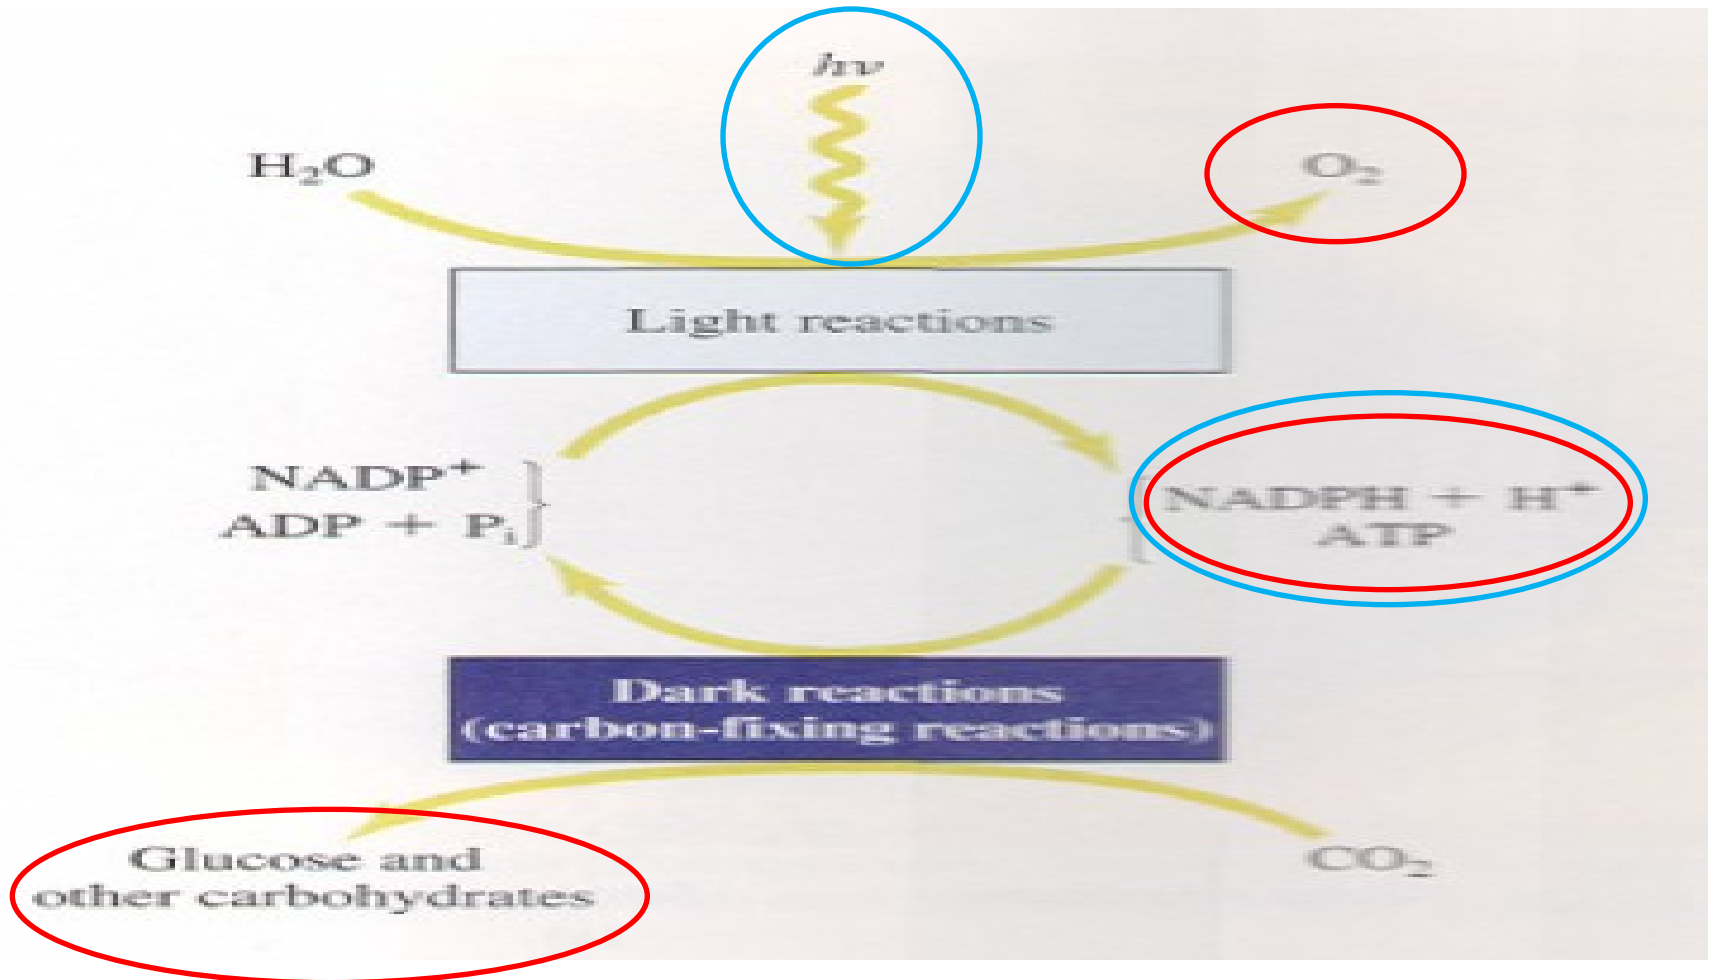 hν
H₂O
O₂
Light reactions
NADP⁺
ADP + Pᵢ
NADPH + H⁺
ATP
Dark reactions
(carbon-fixing reactions)
Glucose and
other carbohydrates
CO₂